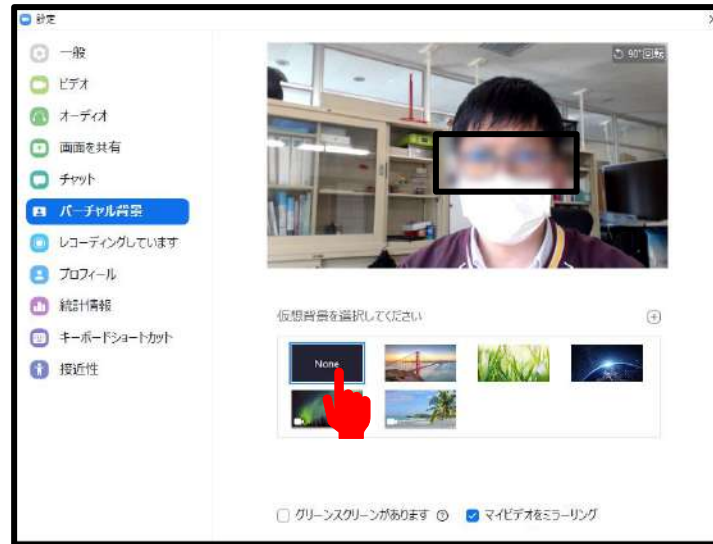 設定
一般
ビデオ
オーディオ
画面を共有
チャット
バーチャル背景
レコーディングしています
プロフィール
統計情報
キーボードショートカット
接近性
90°回転
仮想背景を選択してください
None
グリーンスクリーンがあります
マイビデオをミラーリング